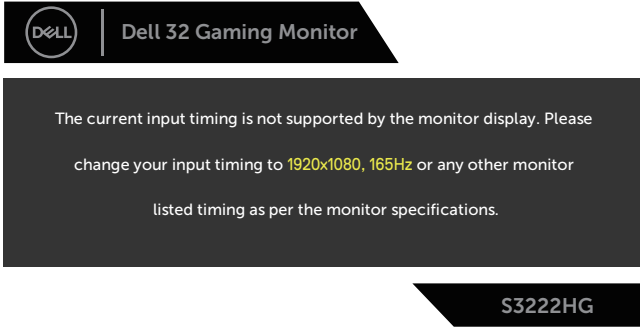 DELL
Dell 32 Gaming Monitor
The current input timing is not supported by the monitor display. Please
change your input timing to 1920x1080, 165Hz or any other monitor
listed timing as per the monitor specifications.
S3222HG